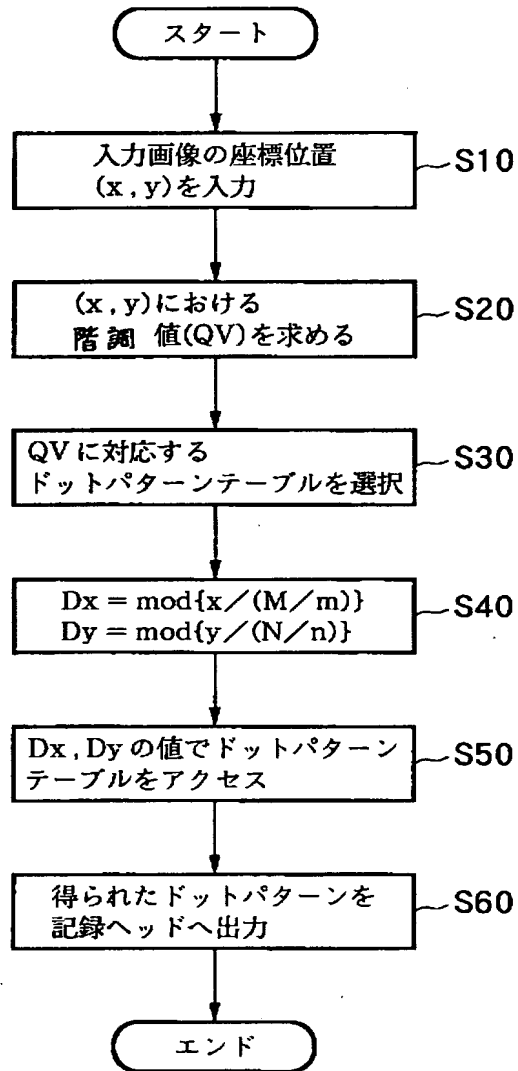 スタート
入力画像の座標位置
(x , y)を入力
S10
(x , y)における
階調 値(QV)を求める
S20
QVに対応する
ドットパターンテーブルを選択
S30
Dx = mod{x／(M/m)}
Dy = mod{y／(N/n)}
S40
Dx , Dy の値でドットパターン
テーブルをアクセス
S50
得られたドットパターンを
記録ヘッドへ出力
S60
エンド